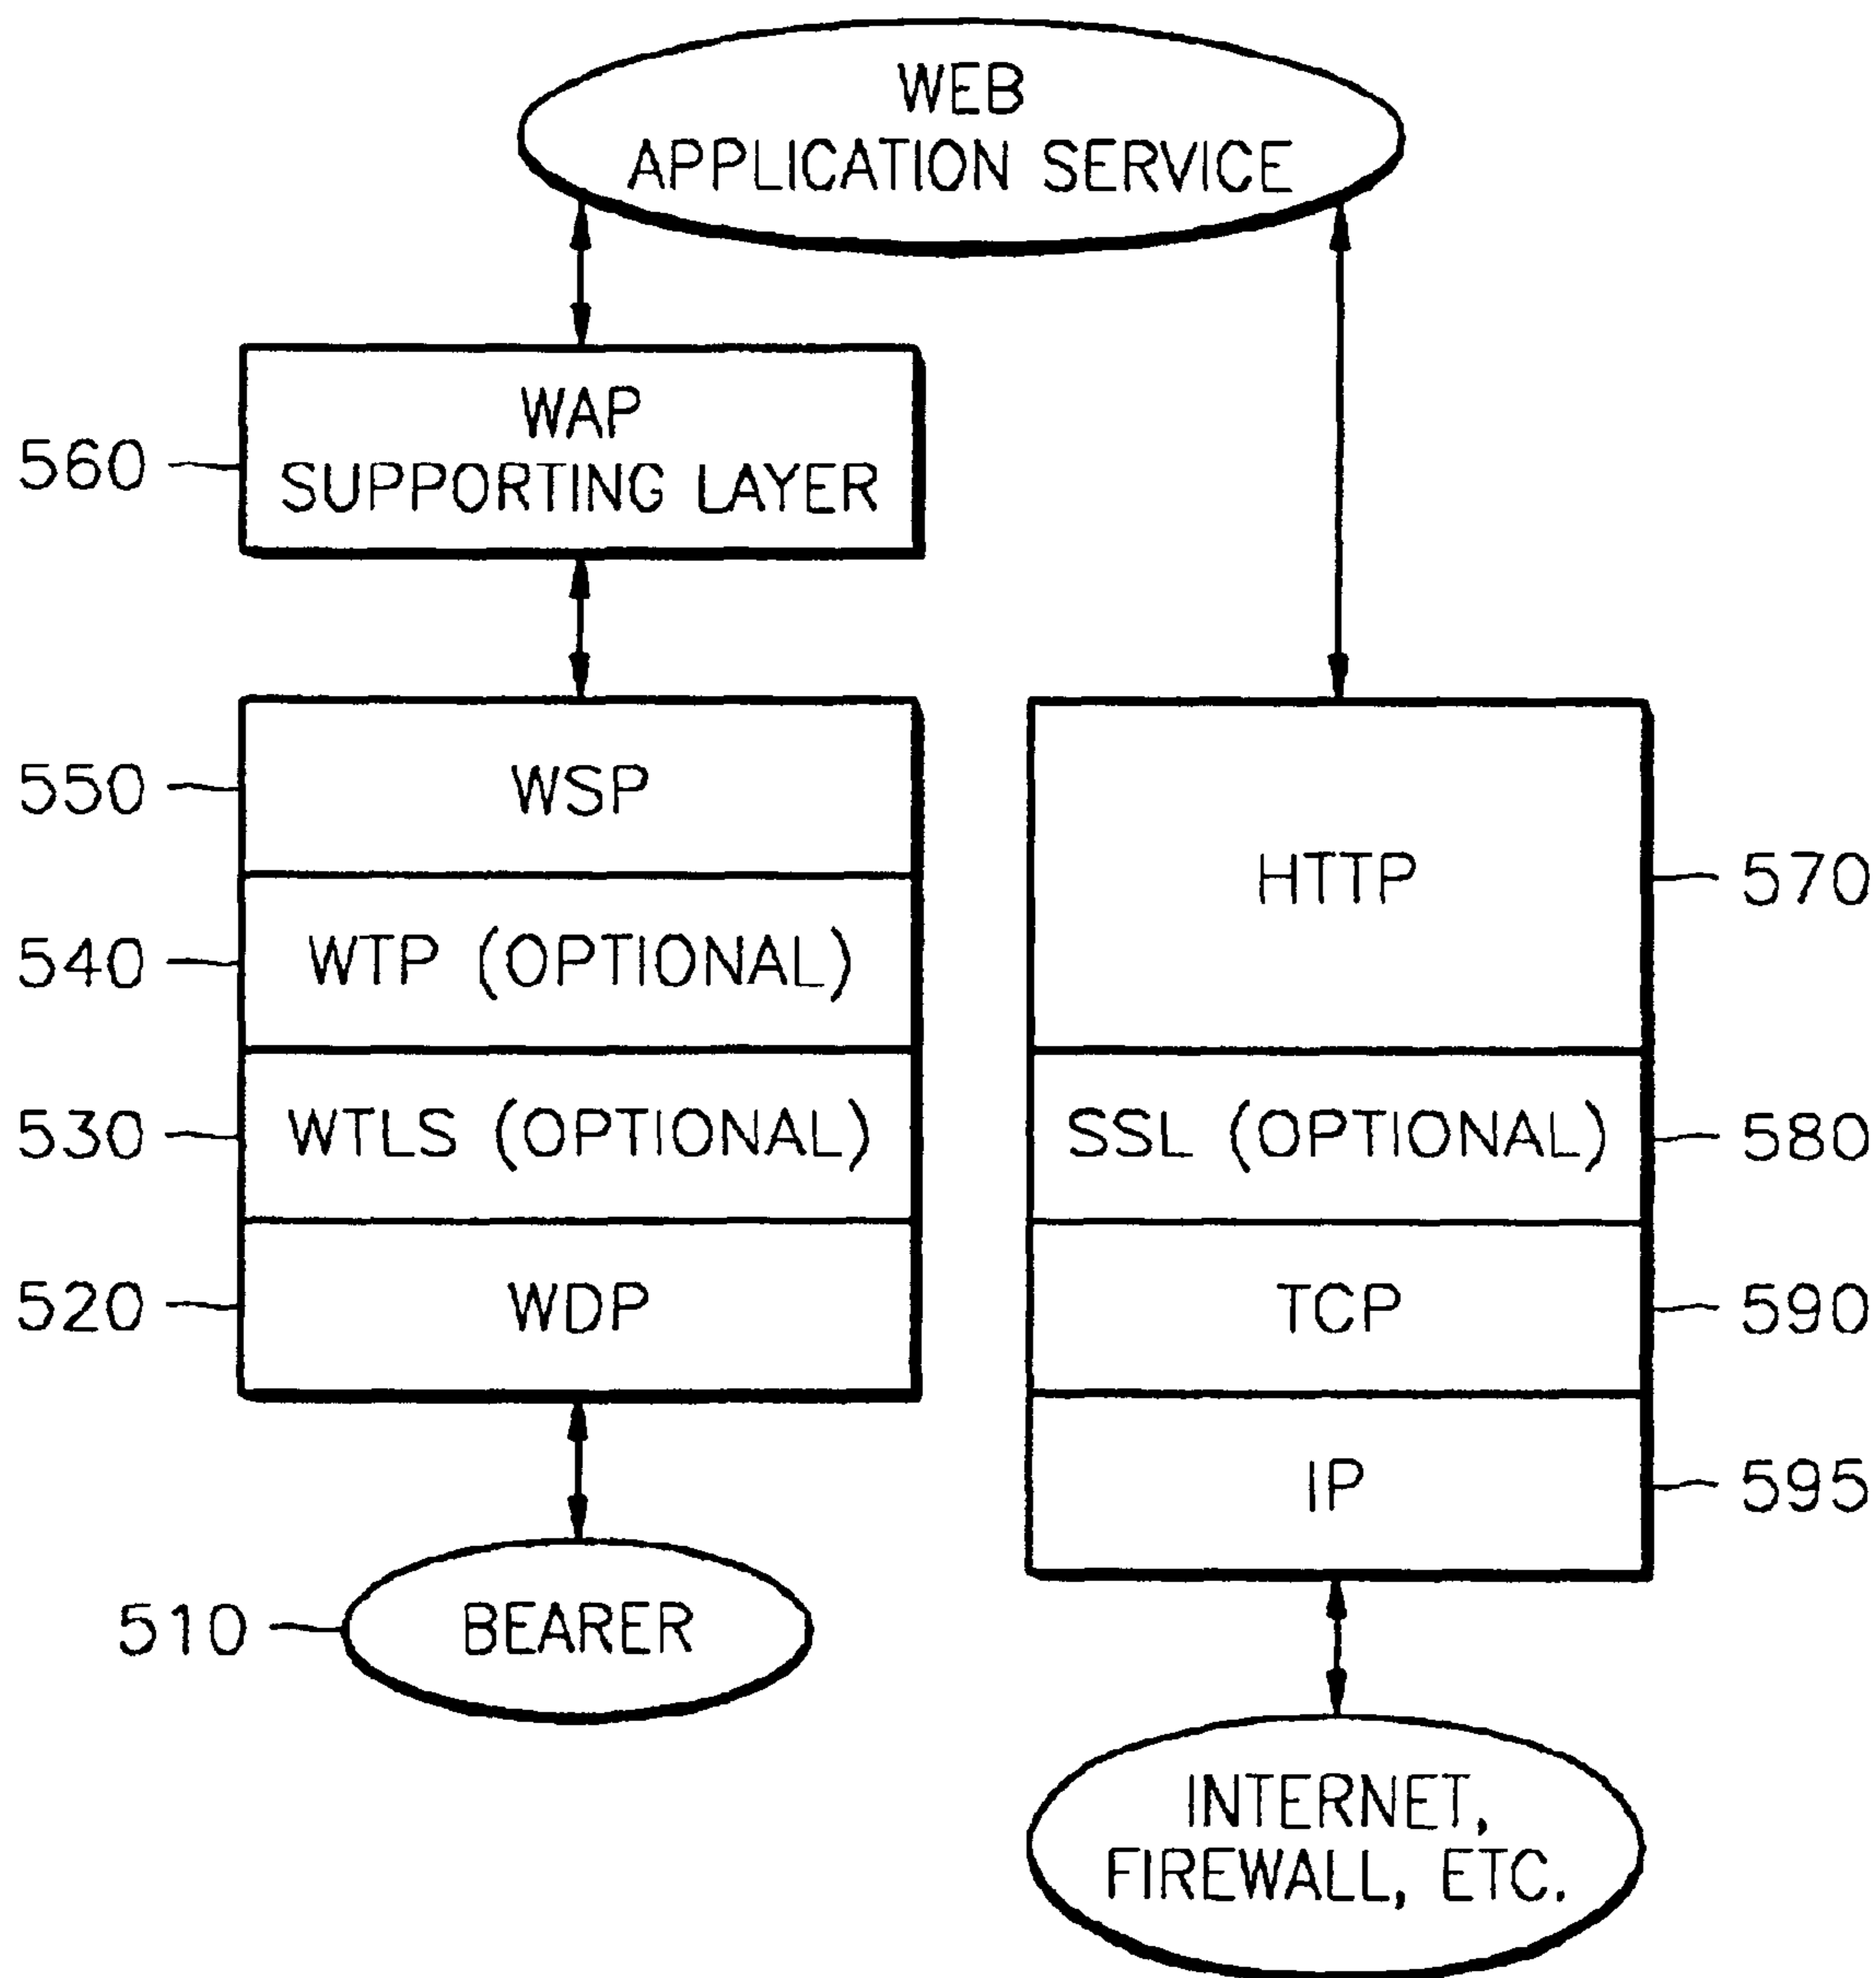 WEB
APPLICATION SERVICE
WAP
SUPPORTING LAYER
560
550
WSP
HTTP
570
540
WTP (OPTIONAL)
530
WTLS (OPTIONAL)
SSL (OPTIONAL)
580
520
WDP
TCP
590
IP
595
510
BEARER
INTERNET,
FIREWALL, ETC.